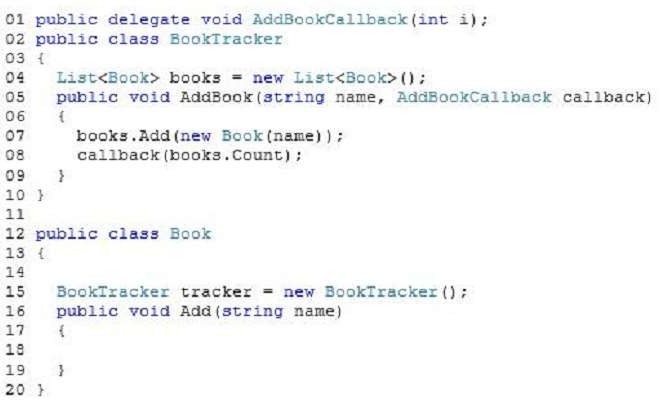 01 public delegate void AddBookCallback(int i);
02 public class BookTracker
03 {
04 List<Book> books = new List<Book>();
05 public void AddBook(string name, AddBookCallback callback)
06 {
07 books.Add(new Book(name));
08 callback(books.Count);
09 }
10 }
11
12 public class Book
13 {
14
15 BookTracker tracker = new BookTracker();
16 public void Add(string name)
17 {
18
19 }
20 }